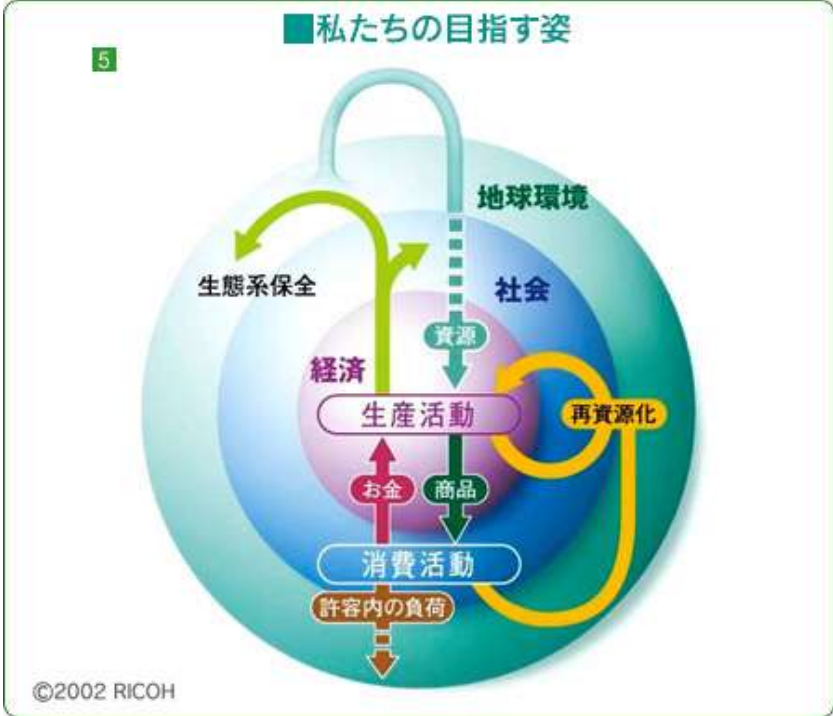 ■私たちの目指す姿
5
地球環境
生態系保全
社会
資源
経済
生産活動
再資源化
お金
商品
消費活動
許容内の負荷
©2002 RICOH